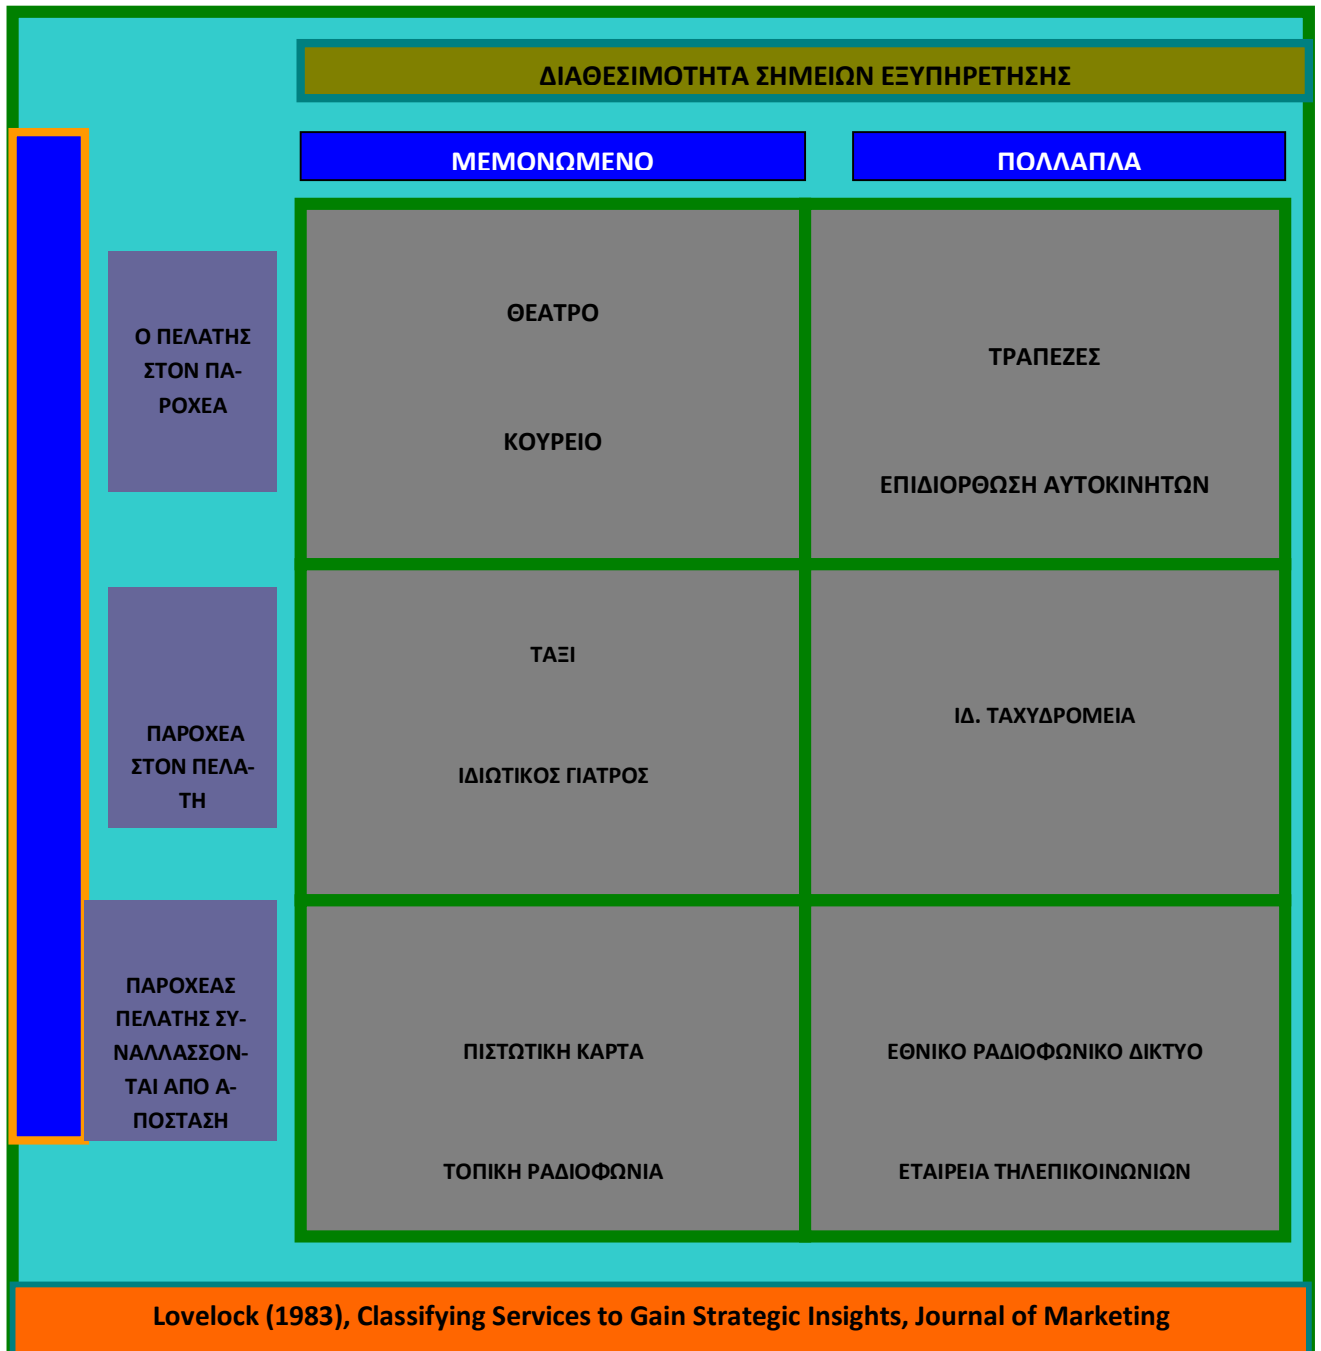 ΔΙΑΘΕΣΙΜΟΤΗΤΑ ΣΗΜΕΙΩΝ ΕΞΥΠΗΡΕΤΗΣΗΣ
ΜΕΜΟΝΩΜΕΝΟ
ΠΟΛΛΑΠΛΑ
Ο ΠΕΛΑΤΗΣ
ΣΤΟΝ ΠΑ-
ΡΟΧΕΑ
ΘΕΑΤΡΟ
ΚΟΥΡΕΙΟ
ΤΡΑΠΕΖΕΣ
ΕΠΙΔΙΟΡΘΩΣΗ ΑΥΤΟΚΙΝΗΤΩΝ
ΠΑΡΟΧΕΑ
ΣΤΟΝ ΠΕΛΑ-
ΤΗ
ΤΑΞΙ
ΙΔΙΩΤΙΚΟΣ ΓΙΑΤΡΟΣ
ΙΔ. ΤΑΧΥΔΡΟΜΕΙΑ
ΠΑΡΟΧΕΑΣ
ΠΕΛΑΤΗΣ ΣΥ-
ΝΑΛΛΑΣΣΟΝ-
ΤΑΙ ΑΠΟ Α-
ΠΟΣΤΑΣΗ
ΠΙΣΤΩΤΙΚΗ ΚΑΡΤΑ
ΤΟΠΙΚΗ ΡΑΔΙΟΦΩΝΙΑ
ΕΘΝΙΚΟ ΡΑΔΙΟΦΩΝΙΚΟ ΔΙΚΤΥΟ
ΕΤΑΙΡΕΙΑ ΤΗΛΕΠΙΚΟΙΝΩΝΙΩΝ
Lovelock (1983), Classifying Services to Gain Strategic Insights, Journal of Marketing